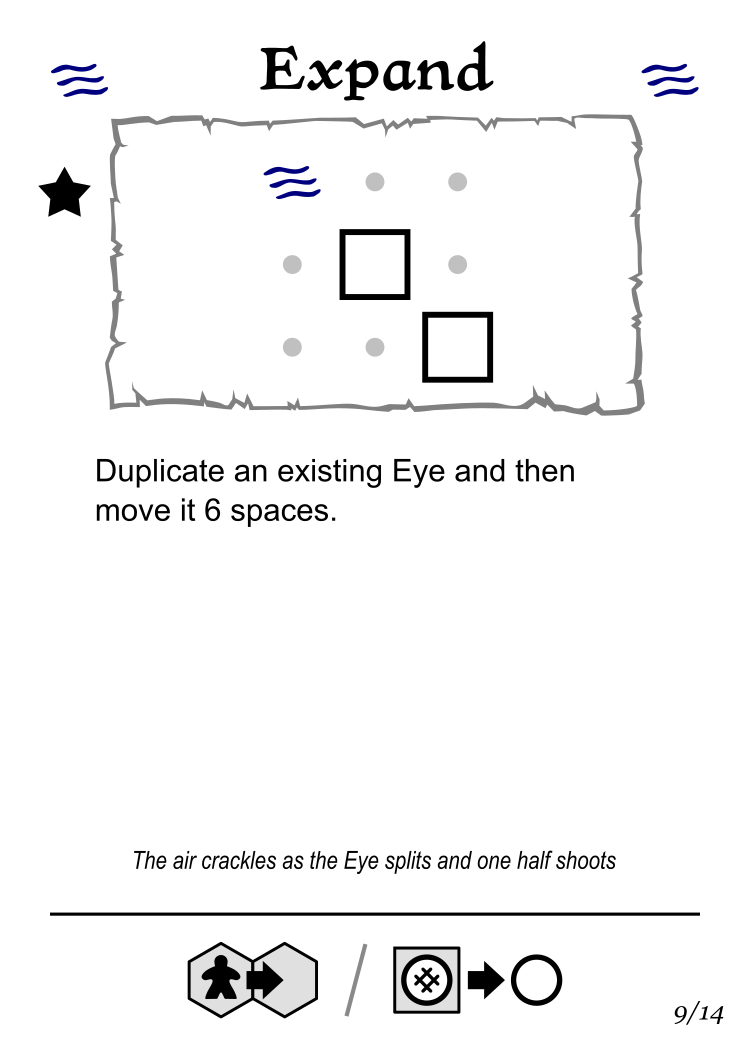 Expand
Duplicate an existing Eye and then
move it 6 spaces.
The air crackles as the Eye splits and one half shoots
9/14